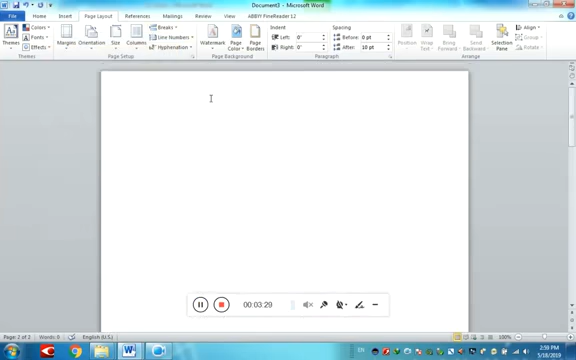 Document3 - Microsoft Word
File Home Insert Page Layout References Mailings Review View ABBYY FineReader 12
Themes Colors Fonts Effects Margins Orientation Size Columns Breaks Line Numbers Hyphenation Watermark Page Color Page Borders Indent Left: 0" Right: 0" Spacing Before: 0 pt After: 10 pt Position Wrap Text Bring Forward Send Backward Selection Pane Align Group Rotate
Themes Page Setup Page Background Paragraph Arrange
00:03:29
Page: 2 of 2 Words: 0 English (U.S.) 100%
EN 2:59 PM
5/18/2019